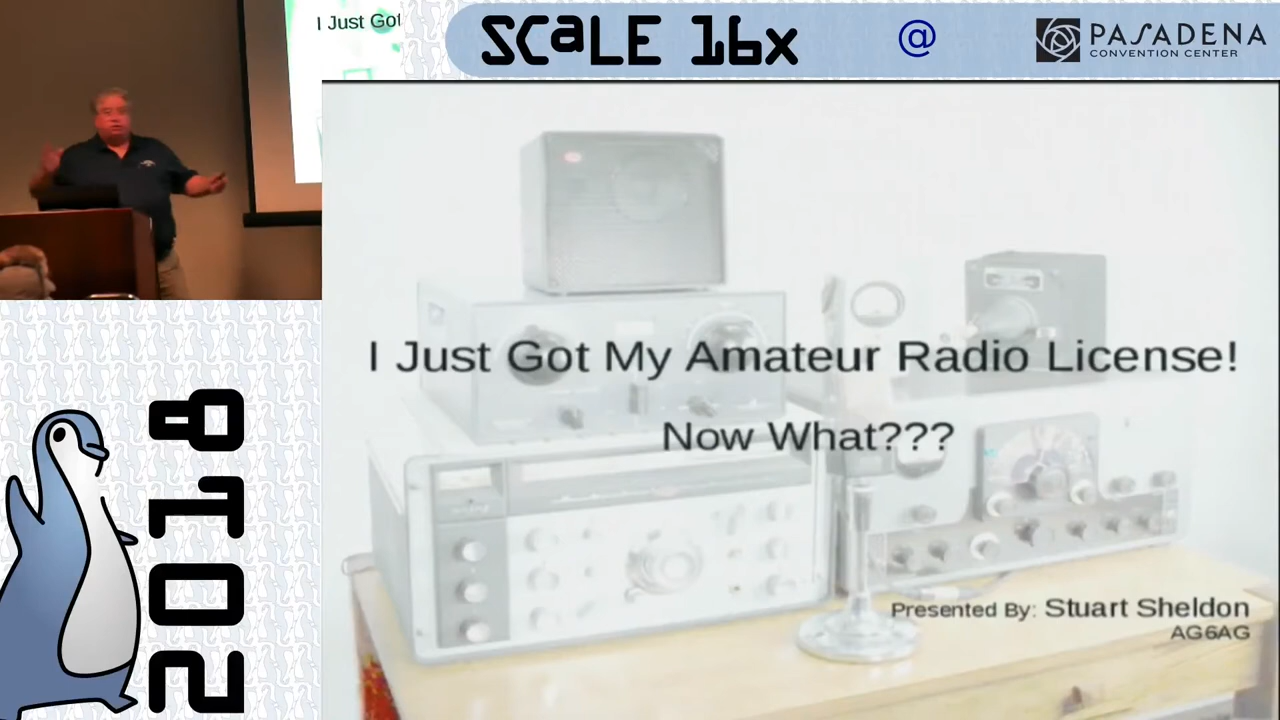 I Just Got
SCaLE 16x
@
PASADENA
CONVENTION CENTER
I Just Got My Amateur Radio License!
Now What???
Presented By: Stuart Sheldon
AG6AG
2018